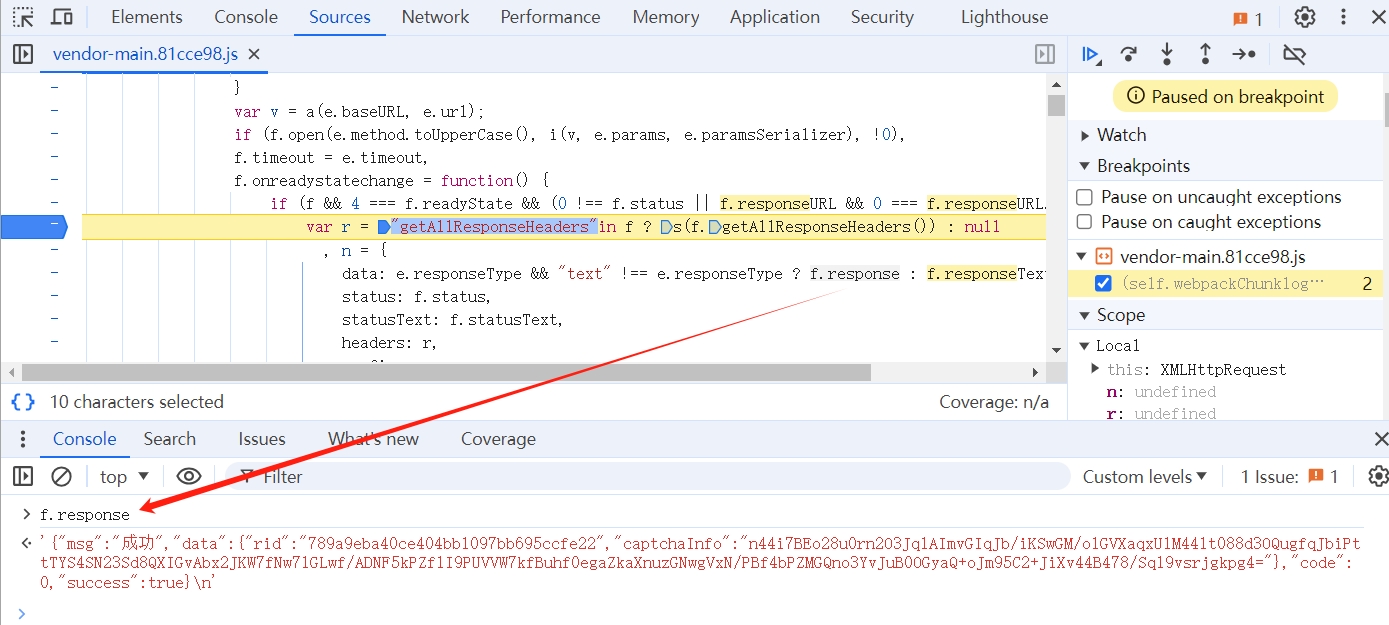 Elements Console Sources Network Performance Memory Application Security Lighthouse 1
vendor-main.81cce98.js
}
var v = a(e.baseURL, e.url);
if (f.open(e.method.toUpperCase(), i(v, e.params, e.paramsSerializer), !0),
f.timeout = e.timeout,
f.onreadystatechange = function() {
if (f && 4 === f.readyState && (0 !== f.status || f.responseURL && 0 === f.responseURL.
var r = "getAllResponseHeaders"in f ? s(f.getAllResponseHeaders()) : null
, n = {
data: e.responseType && "text" !== e.responseType ? f.response : f.responseText
status: f.status,
statusText: f.statusText,
headers: r,
{} 10 characters selected Coverage: n/a
Paused on breakpoint
Watch
Breakpoints
Pause on uncaught exceptions
Pause on caught exceptions
vendor-main.81cce98.js
(self.webpackChunklog… 2
Scope
Local
this: XMLHttpRequest
n: undefined
r: undefined
Console Search Issues What's new Coverage
top Filter Custom levels 1 Issue: 1
> f.response
'{"msg":"成功","data":{"rid":"789a9eba40ce404bb1097bb695ccfe22","captchaInfo":"n44i7BEo28u0rn2O3Jq1AImvGIqJb/iKSwGM/o1GVXaqxU1M441t088d30QugfqJbiPt
tTYS4SN23Sd8QXIGvAbx2JKW7fNw71GLwf/ADNF5kPZf1I9PUVVW7kfBuhf0egaZkaXnuzGNwgVxN/PBf4bPZMGQno3YvJuB0OGyaQ+oJm95C2+JiXv44B478/Sq19vsrjgkpg4="},"code":
0,"success":true}\n'
>